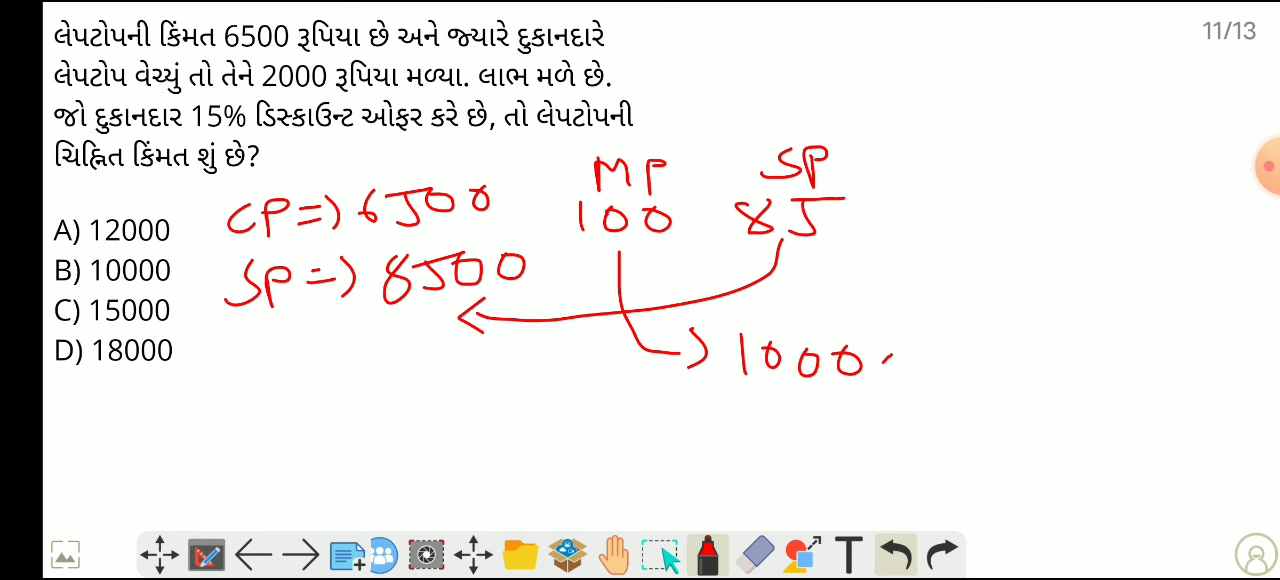 લેપટોપની કિંમત 6500 રૂપિયા છે અને જ્યારે દુકાનદારે
લેપટોપ વેચ્યું તો તેને 2000 રૂપિયા મળ્યા. લાભ મળે છે.
જો દુકાનદાર 15% ડિસ્કાઉન્ટ ઓફર કરે છે, તો લેપટોપની
ચિહ્નિત કિંમત શું છે?
11/13
MP SP
100 85
CP => 6500
SP => 8500
1000
A) 12000
B) 10000
C) 15000
D) 18000
T